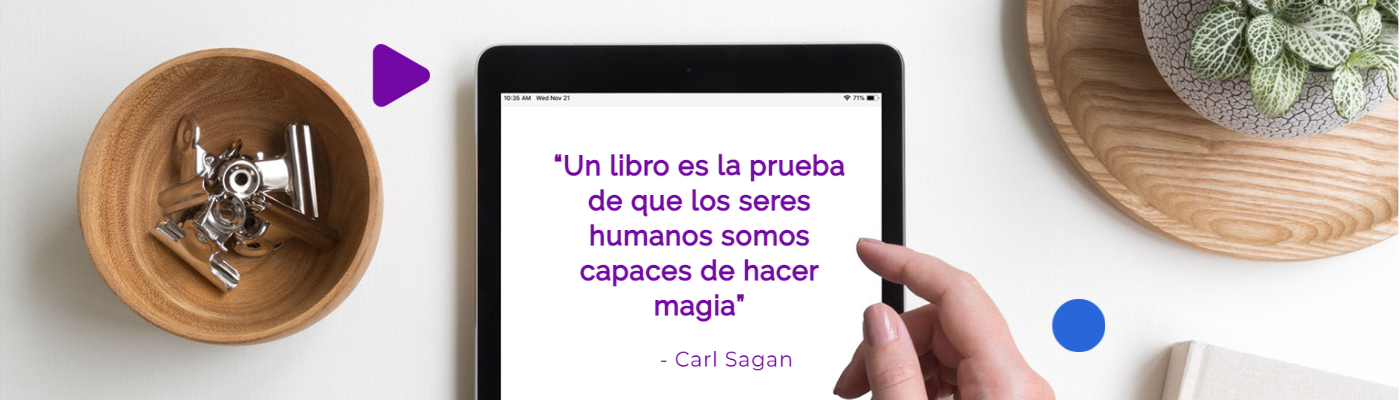 10:35 AM Wed Nov 21 71%
“Un libro es la prueba
de que los seres
humanos somos
capaces de hacer
magia”
- Carl Sagan